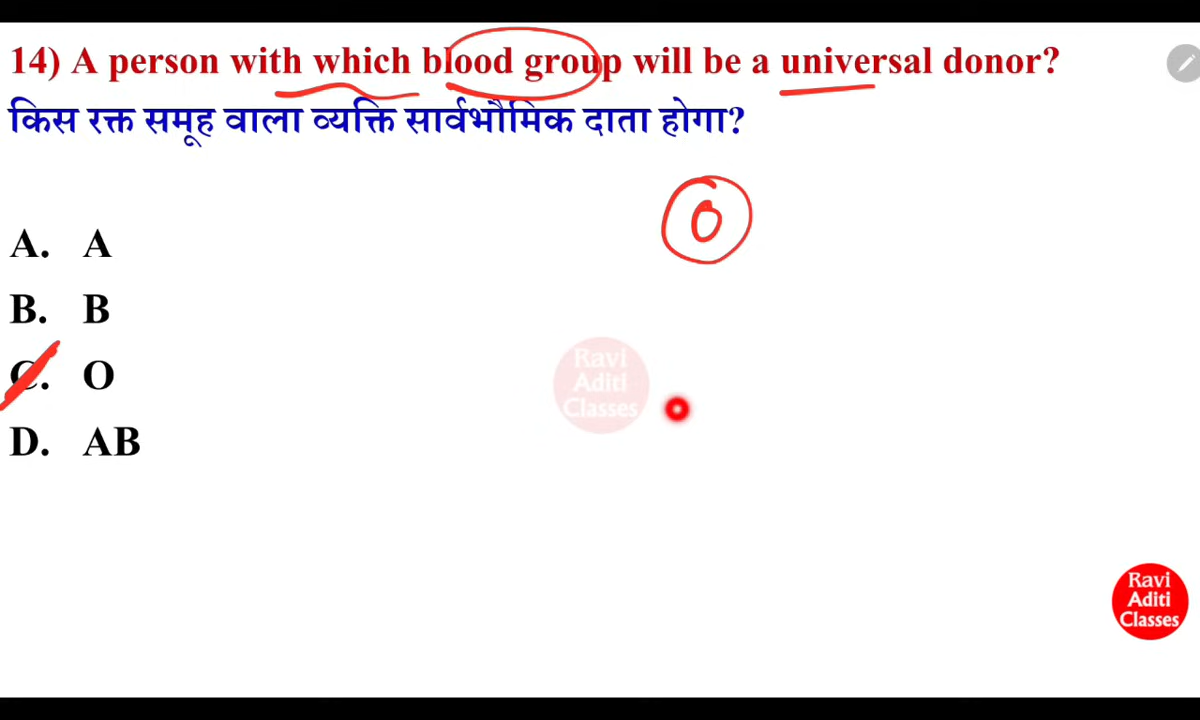 14) A person with which blood group will be a universal donor?
किस रक्त समूह वाला व्यक्ति सार्वभौमिक दाता होगा?
O
A. A
B. B
C. O
D. AB
Ravi
Aditi
Classes
Ravi
Aditi
Classes